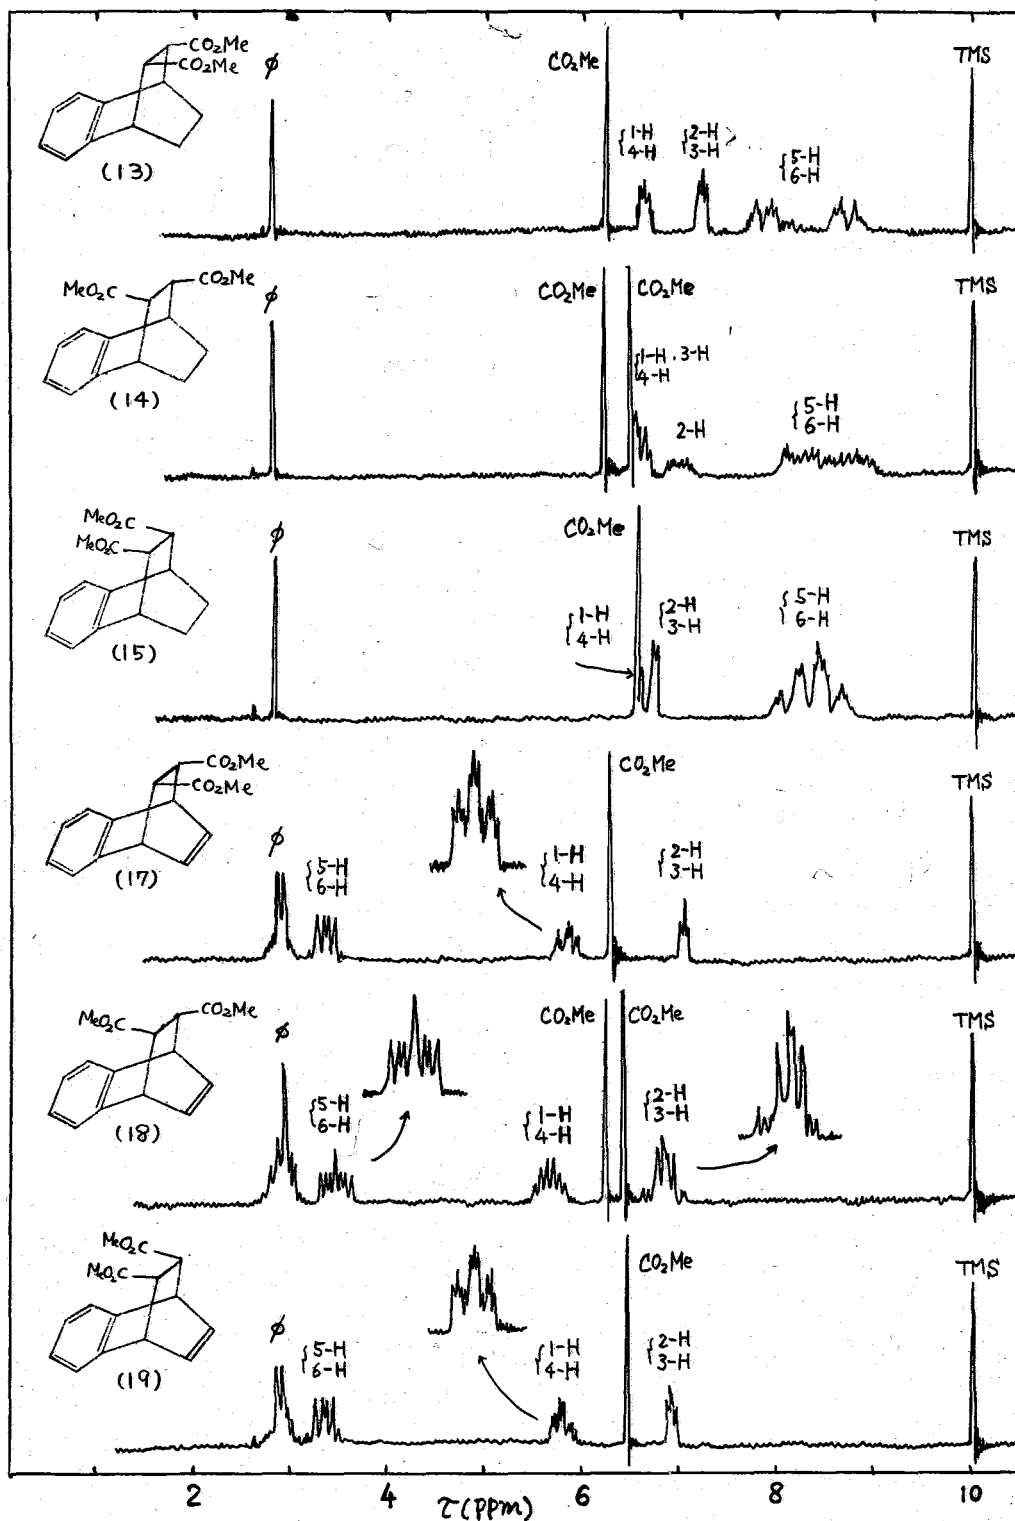 CO₂Me
CO₂Me
ϕ
CO₂Me
TMS
1-H
4-H
2-H
3-H
5-H
6-H
(13)
MeO₂C
CO₂Me
ϕ
CO₂Me
CO₂Me
TMS
1-H . 3-H
4-H
2-H
5-H
6-H
(14)
MeO₂C
MeO₂C
ϕ
CO₂Me
TMS
1-H
4-H
2-H
3-H
5-H
6-H
(15)
CO₂Me
CO₂Me
ϕ
5-H
6-H
1-H
4-H
CO₂Me
2-H
3-H
TMS
(17)
MeO₂C
CO₂Me
ϕ
5-H
6-H
1-H
4-H
CO₂Me
CO₂Me
2-H
3-H
TMS
(18)
MeO₂C
MeO₂C
ϕ
5-H
6-H
1-H
4-H
CO₂Me
2-H
3-H
TMS
(19)
2 4 6 8 10
τ(ppm)